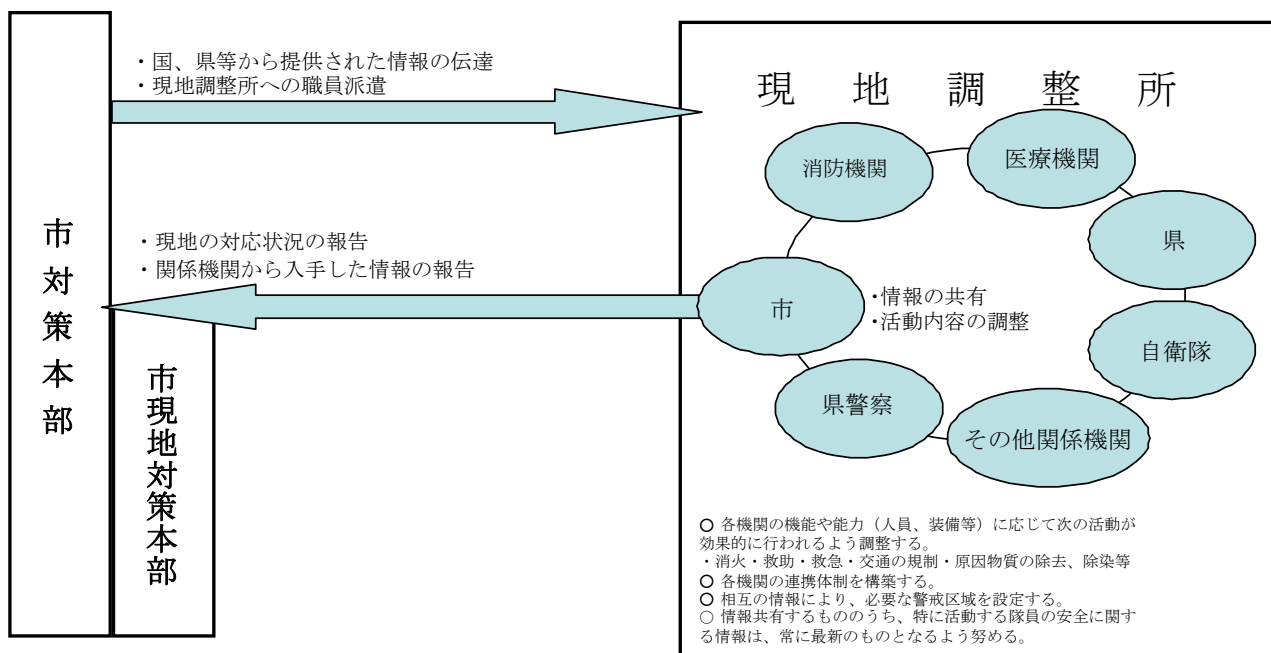 ・国、県等から提供された情報の伝達
・現地調整所への職員派遣
市対策本部
・現地の対応状況の報告
・関係機関から入手した情報の報告
市現地対策本部
現地調整所
消防機関
医療機関
県
市
・情報の共有
・活動内容の調整
自衛隊
県警察
その他関係機関
○ 各機関の機能や能力（人員、装備等）に応じて次の活動が
効果的に行われるよう調整する。
・消火・救助・救急・交通の規制・原因物質の除去、除染等
○ 各機関の連携体制を構築する。
○ 相互の情報により、必要な警戒区域を設定する。
○ 情報共有するもののうち、特に活動する隊員の安全に関す
る情報は、常に最新のものとなるよう努める。